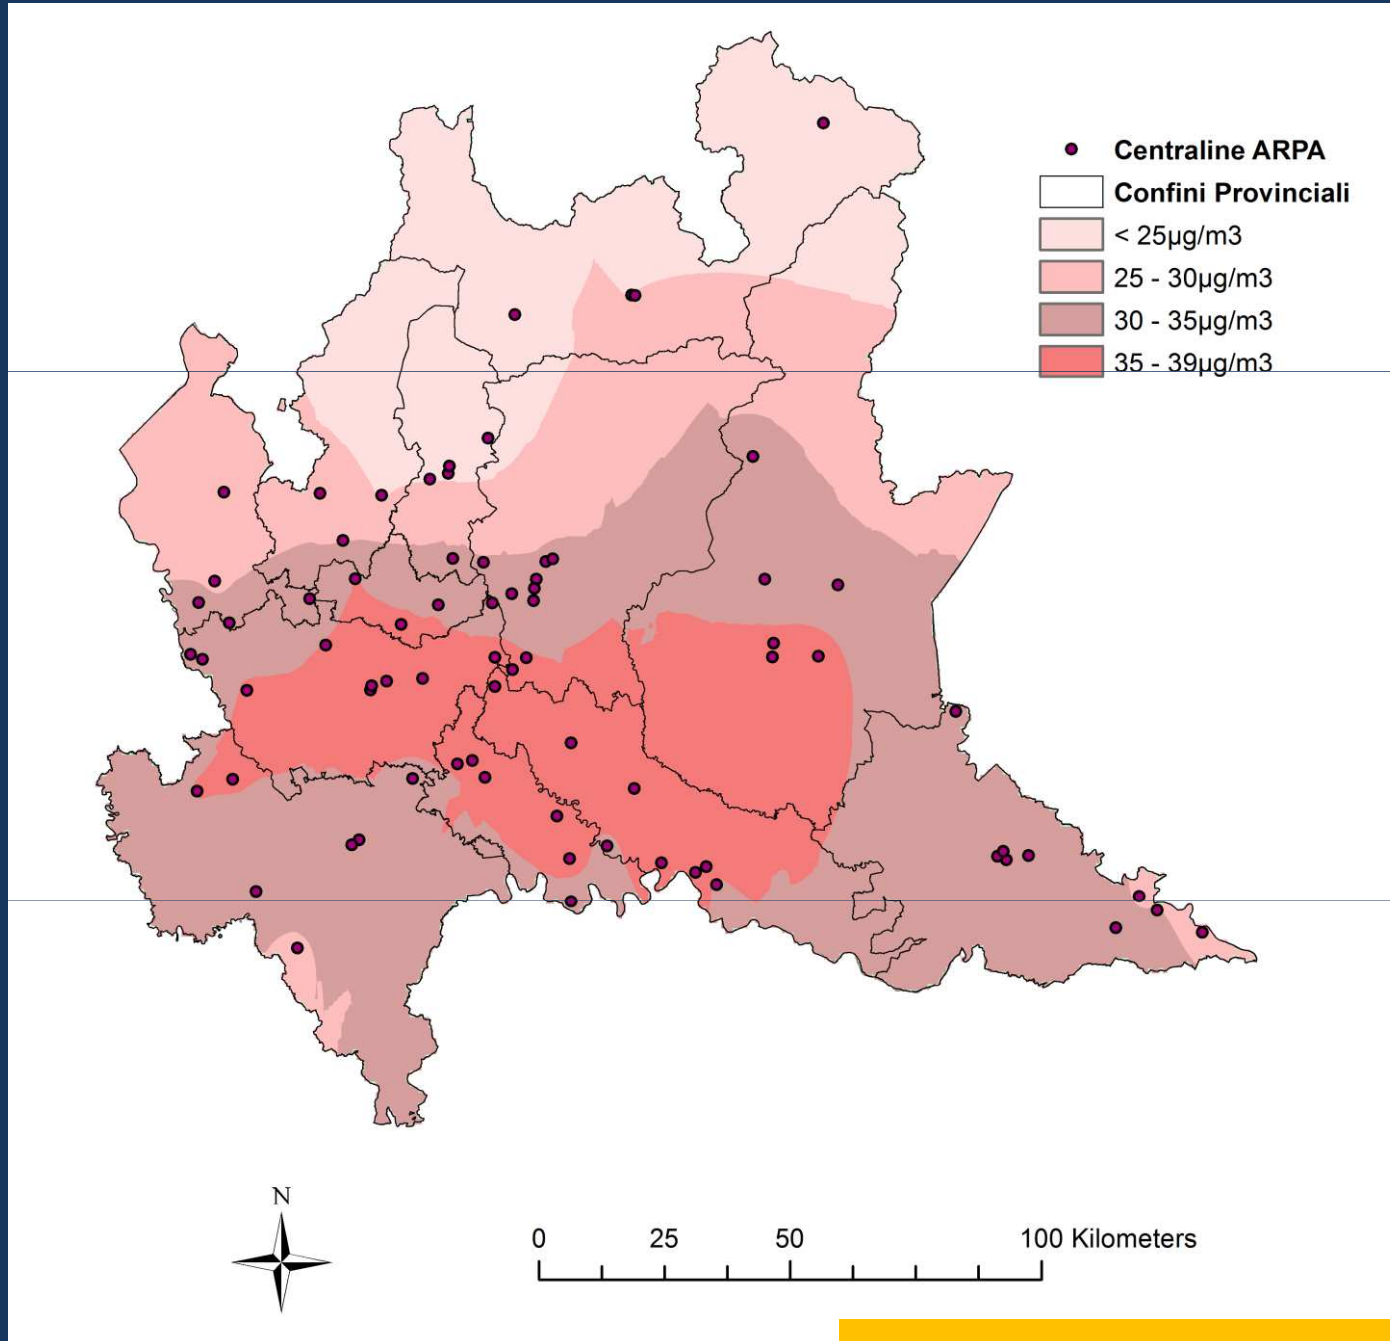 Centraline ARPA
Confini Provinciali
< 25µg/m3
25 - 30µg/m3
30 - 35µg/m3
35 - 39µg/m3
N
0 25 50 100 Kilometers